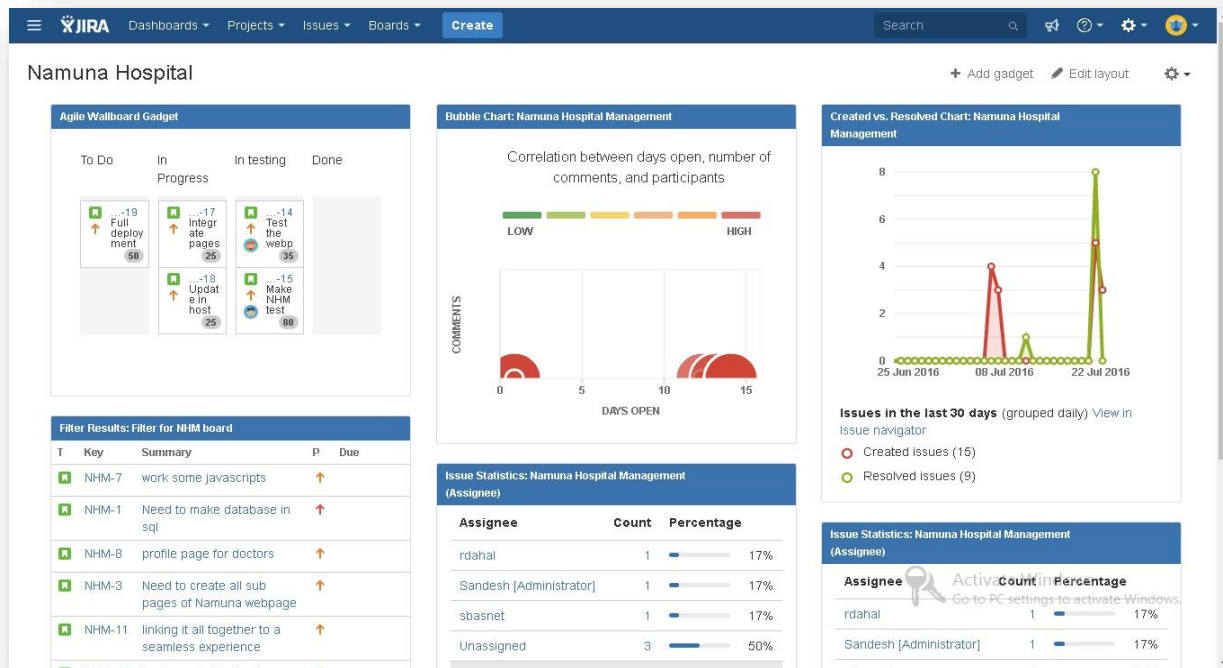 JIRA Dashboards Projects Issues Boards Create Search
Namuna Hospital
Add gadget Edit layout
Agile Wallboard Gadget
To Do In Progress In testing Done
...-19
Full
deploy
ment
50
...-17
Integr
ate
pages
25
...-14
Test
the
webp
35
...-18
Updat
e in
host
25
...-15
Make
NHM
test
80
Filter Results: Filter for NHM board
T Key Summary P Due
NHM-7 work some javascripts
NHM-1 Need to make database in
sql
NHM-8 profile page for doctors
NHM-3 Need to create all sub
pages of Namuna webpage
NHM-11 linking it all together to a
seamless experience
Bubble Chart: Namuna Hospital Management
Correlation between days open, number of
comments, and participants
LOW HIGH
COMMENTS
0 5 10 15
DAYS OPEN
Issue Statistics: Namuna Hospital Management
(Assignee)
Assignee Count Percentage
rdahal 1 17%
Sandesh [Administrator] 1 17%
sbasnet 1 17%
Unassigned 3 50%
Created vs. Resolved Chart: Namuna Hospital
Management
8
6
4
2
0
25 Jun 2016 08 Jul 2016 22 Jul 2016
Issues in the last 30 days (grouped daily) View in
Issue navigator
Created issues (15)
Resolved issues (9)
Issue Statistics: Namuna Hospital Management
(Assignee)
Assignee Count Percentage
Activate Windows
Go to PC settings to activate Windows.
rdahal 1 17%
Sandesh [Administrator] 1 17%